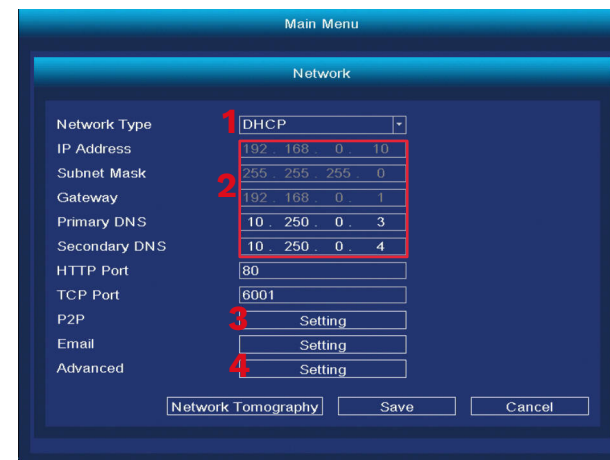 Main Menu
Network
Network Type 1 DHCP
IP Address 192 . 168 . 0 . 10
Subnet Mask 255 . 255 . 255 . 0
2
Gateway 192 . 168 . 0 . 1
Primary DNS 10 . 250 . 0 . 3
Secondary DNS 10 . 250 . 0 . 4
HTTP Port 80
TCP Port 6001
P2P 3 Setting
Email Setting
Advanced 4 Setting
Network Tomography Save Cancel